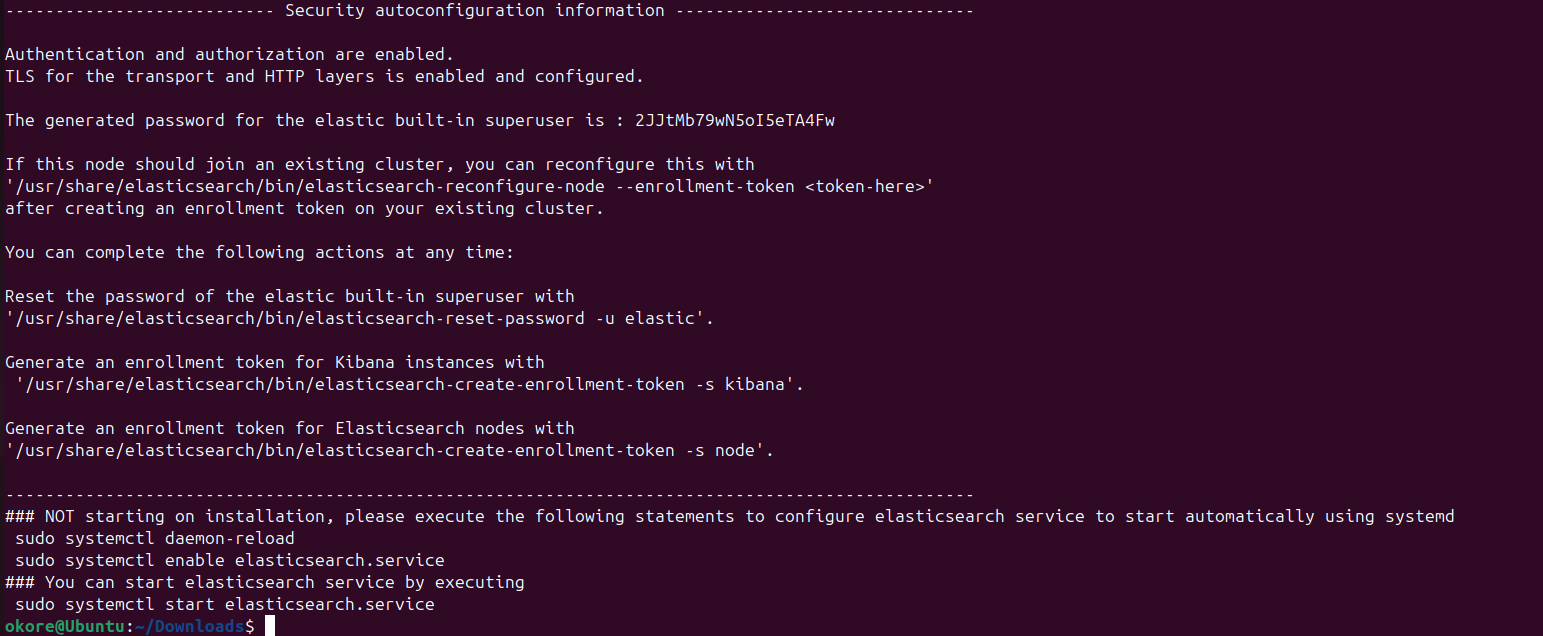 --------------------------- Security autoconfiguration information ------------------------------
Authentication and authorization are enabled.
TLS for the transport and HTTP layers is enabled and configured.
The generated password for the elastic built-in superuser is : 2JJtMb79wN5oI5eTA4Fw
If this node should join an existing cluster, you can reconfigure this with
'/usr/share/elasticsearch/bin/elasticsearch-reconfigure-node --enrollment-token <token-here>'
after creating an enrollment token on your existing cluster.
You can complete the following actions at any time:
Reset the password of the elastic built-in superuser with
'/usr/share/elasticsearch/bin/elasticsearch-reset-password -u elastic'.
Generate an enrollment token for Kibana instances with
 '/usr/share/elasticsearch/bin/elasticsearch-create-enrollment-token -s kibana'.
Generate an enrollment token for Elasticsearch nodes with
'/usr/share/elasticsearch/bin/elasticsearch-create-enrollment-token -s node'.
-------------------------------------------------------------------------------------------------
### NOT starting on installation, please execute the following statements to configure elasticsearch service to start automatically using systemd
 sudo systemctl daemon-reload
 sudo systemctl enable elasticsearch.service
### You can start elasticsearch service by executing
 sudo systemctl start elasticsearch.service
okore@Ubuntu:~/Downloads$